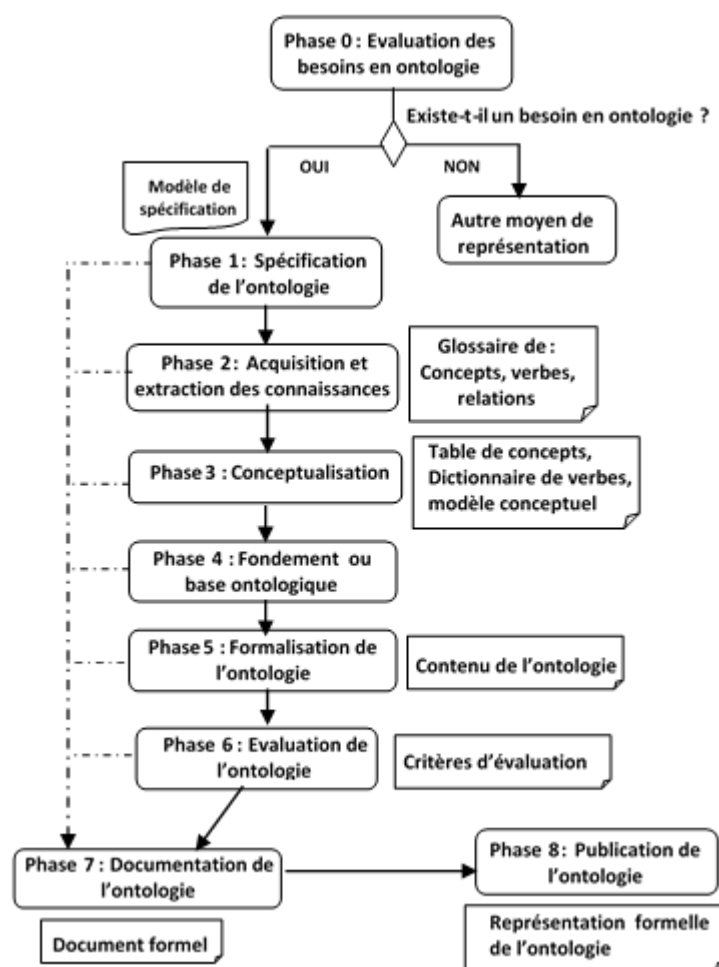 Phase 0 : Evaluation des
besoins en ontologie
Existe-t-il un besoin en ontologie ?
OUI
NON
Modèle de
spécification
Autre moyen de
représentation
Phase 1 : Spécification
de l'ontologie
Phase 2 : Acquisition et
extraction des connaissances
Glossaire de :
Concepts, verbes,
relations
Phase 3 : Conceptualisation
Table de concepts,
Dictionnaire de verbes,
modèle conceptuel
Phase 4 : Fondement ou
base ontologique
Phase 5 : Formalisation de
l'ontologie
Contenu de l'ontologie
Phase 6 : Evaluation de
l'ontologie
Critères d'évaluation
Phase 7 : Documentation de
l'ontologie
Phase 8 : Publication de
l'ontologie
Document formel
Représentation formelle
de l'ontologie